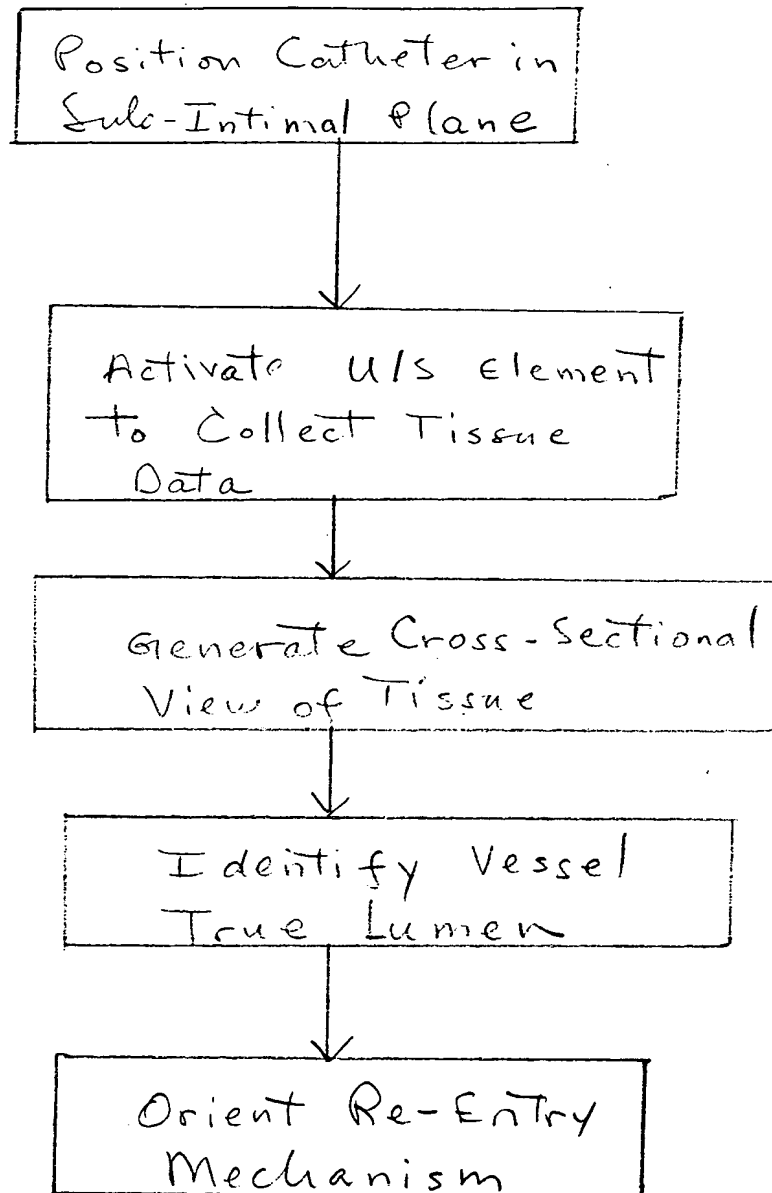 Position Catheter in
Sub-Intimal Plane
Activate U/S Element
to Collect Tissue
Data
Generate Cross-Sectional
View of Tissue
Identify Vessel
True Lumen
Orient Re-Entry
Mechanism